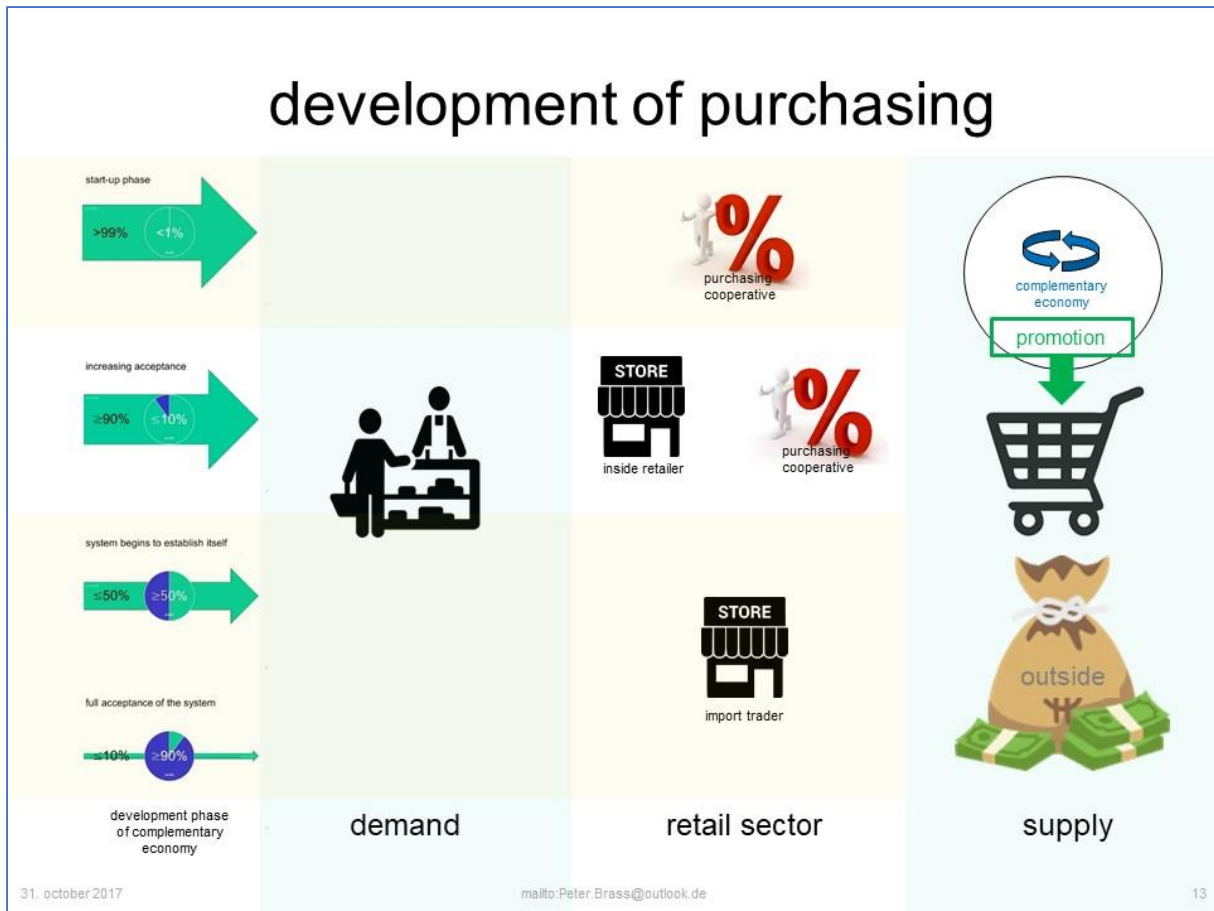 development of purchasing
start-up phase
>99%
<1%
%
purchasing
cooperative
complementary
economy
promotion
increasing acceptance
≥90%
≤10%
STORE
inside retailer
%
purchasing
cooperative
system begins to establish itself
≤50%
≥50%
STORE
import trader
outside
full acceptance of the system
≤10%
≥90%
development phase
of complementary
economy
demand
retail sector
supply
31. october 2017
mailto:Peter.Brass@outlook.de
13